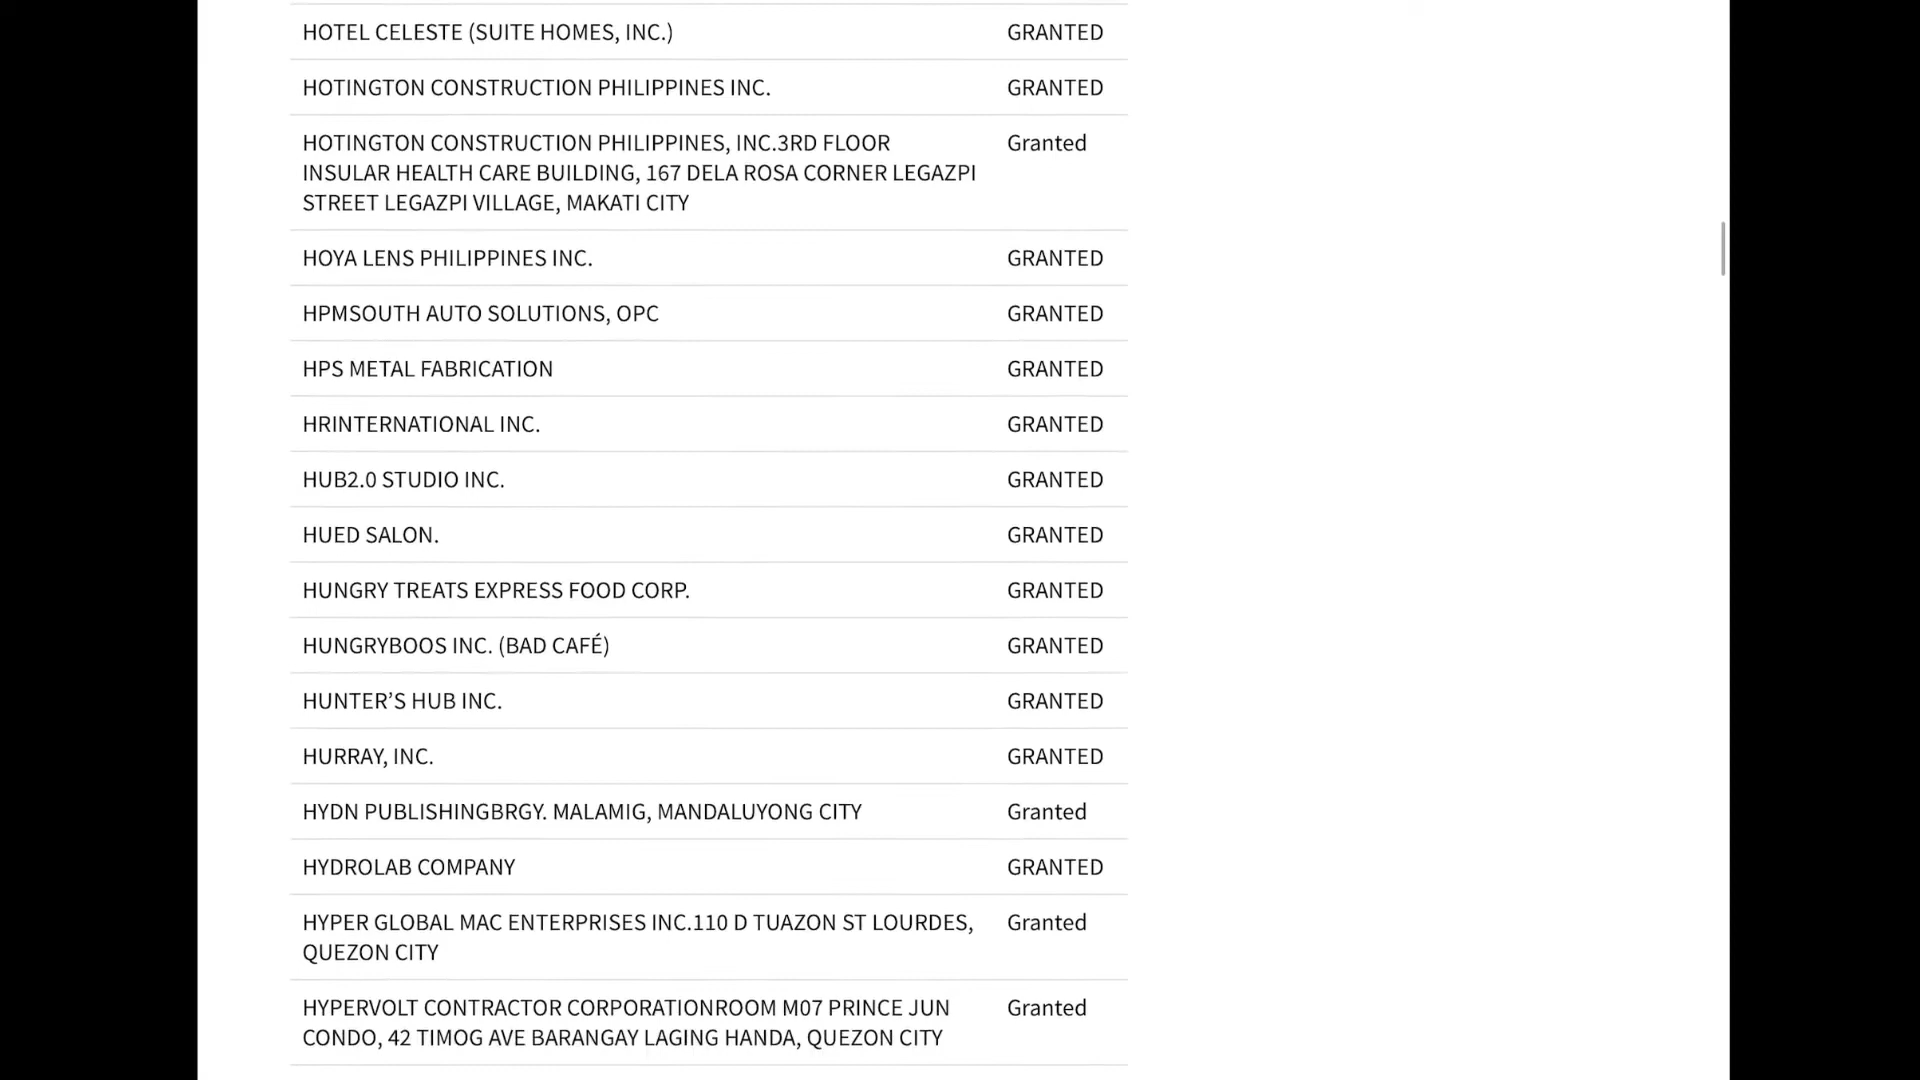 HOTEL CELESTE (SUITE HOMES, INC.) GRANTED
HOTINGTON CONSTRUCTION PHILIPPINES INC. GRANTED
HOTINGTON CONSTRUCTION PHILIPPINES, INC.3RD FLOOR Granted
INSULAR HEALTH CARE BUILDING, 167 DELA ROSA CORNER LEGAZPI
STREET LEGAZPI VILLAGE, MAKATI CITY
HOYA LENS PHILIPPINES INC. GRANTED
HPMSOUTH AUTO SOLUTIONS, OPC GRANTED
HPS METAL FABRICATION GRANTED
HRINTERNATIONAL INC. GRANTED
HUB2.0 STUDIO INC. GRANTED
HUED SALON. GRANTED
HUNGRY TREATS EXPRESS FOOD CORP. GRANTED
HUNGRYBOOS INC. (BAD CAFÉ) GRANTED
HUNTER’S HUB INC. GRANTED
HURRAY, INC. GRANTED
HYDN PUBLISHINGBRGY. MALAMIG, MANDALUYONG CITY Granted
HYDROLAB COMPANY GRANTED
HYPER GLOBAL MAC ENTERPRISES INC.110 D TUAZON ST LOURDES, Granted
QUEZON CITY
HYPERVOLT CONTRACTOR CORPORATIONROOM M07 PRINCE JUN Granted
CONDO, 42 TIMOG AVE BARANGAY LAGING HANDA, QUEZON CITY